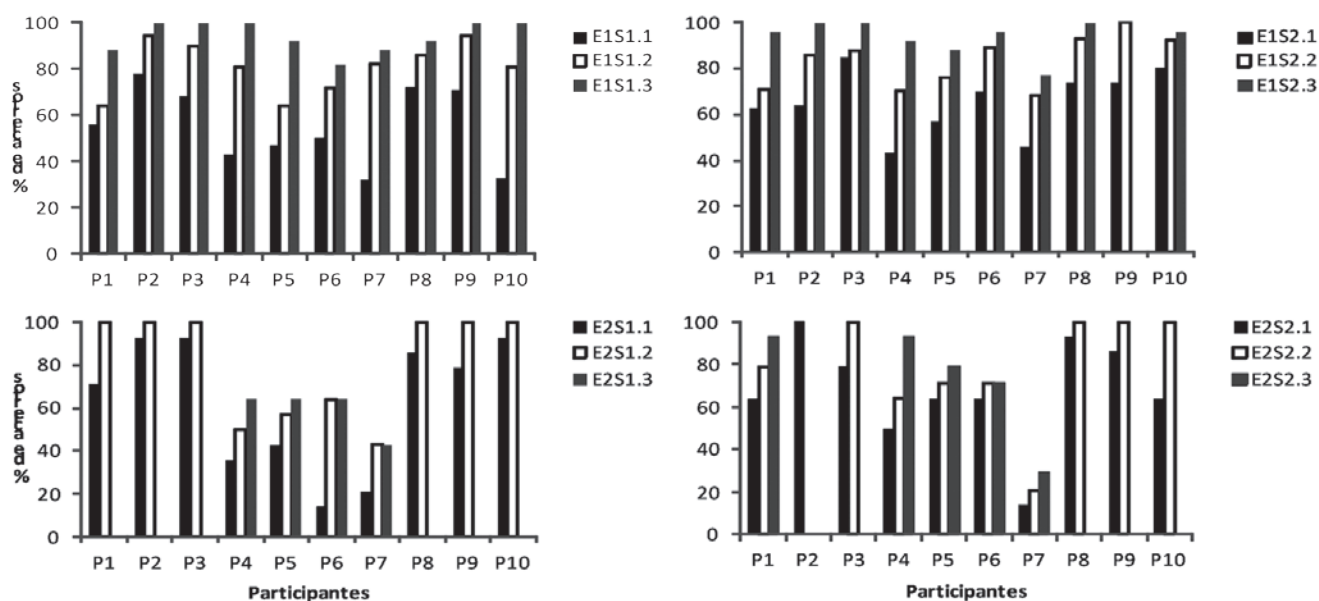 100
80
60
40
20
0
P1 P2 P3 P4 P5 P6 P7 P8 P9 P10
E1S1.1
E1S1.2
E1S1.3
100
80
60
40
20
0
P1 P2 P3 P4 P5 P6 P7 P8 P9 P10
E1S2.1
E1S2.2
E1S2.3
100
80
60
40
20
0
P1 P2 P3 P4 P5 P6 P7 P8 P9 P10
Participantes
E2S1.1
E2S1.2
E2S1.3
100
80
60
40
20
0
P1 P2 P3 P4 P5 P6 P7 P8 P9 P10
Participantes
E2S2.1
E2S2.2
E2S2.3